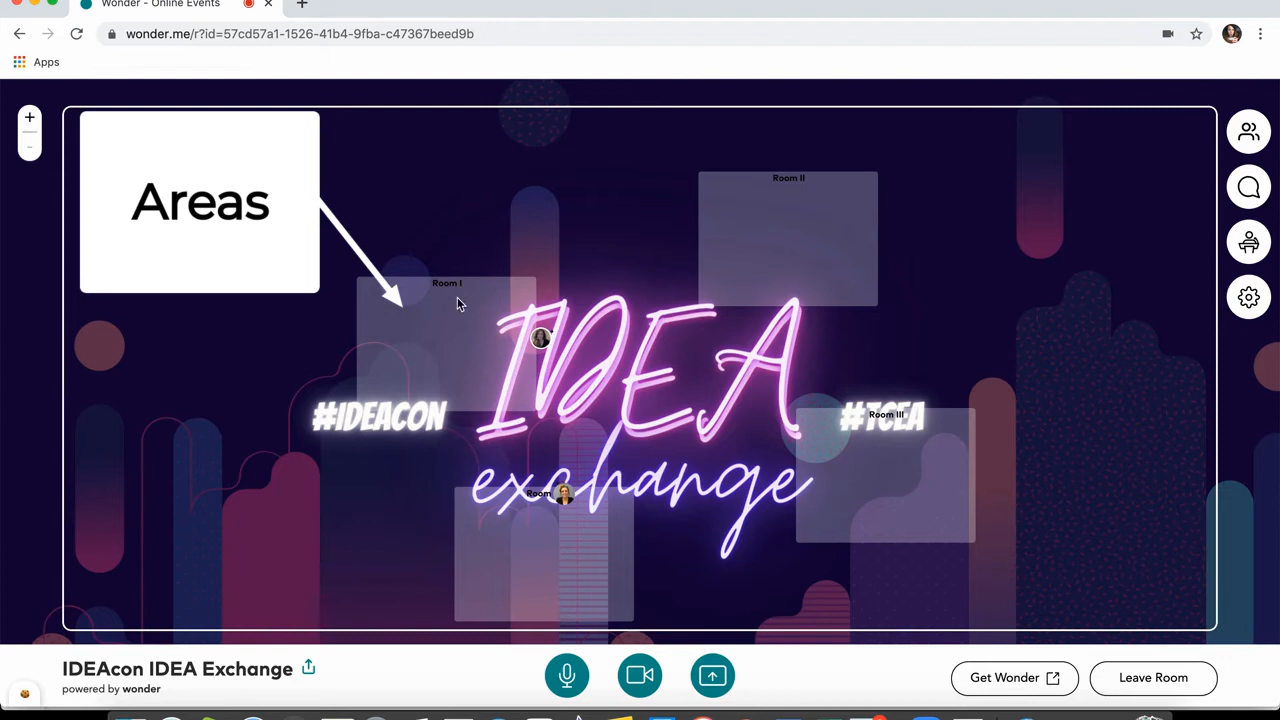 Wonder - Online Events
wonder.me/r?id=57cd57a1-1526-41b4-9fba-c47367beed9b
Apps
Areas
Room II
Room I
IDEA
#IDEACON
#TCEA
Room III
exchange
Room
IDEAcon IDEA Exchange
powered by wonder
Get Wonder
Leave Room